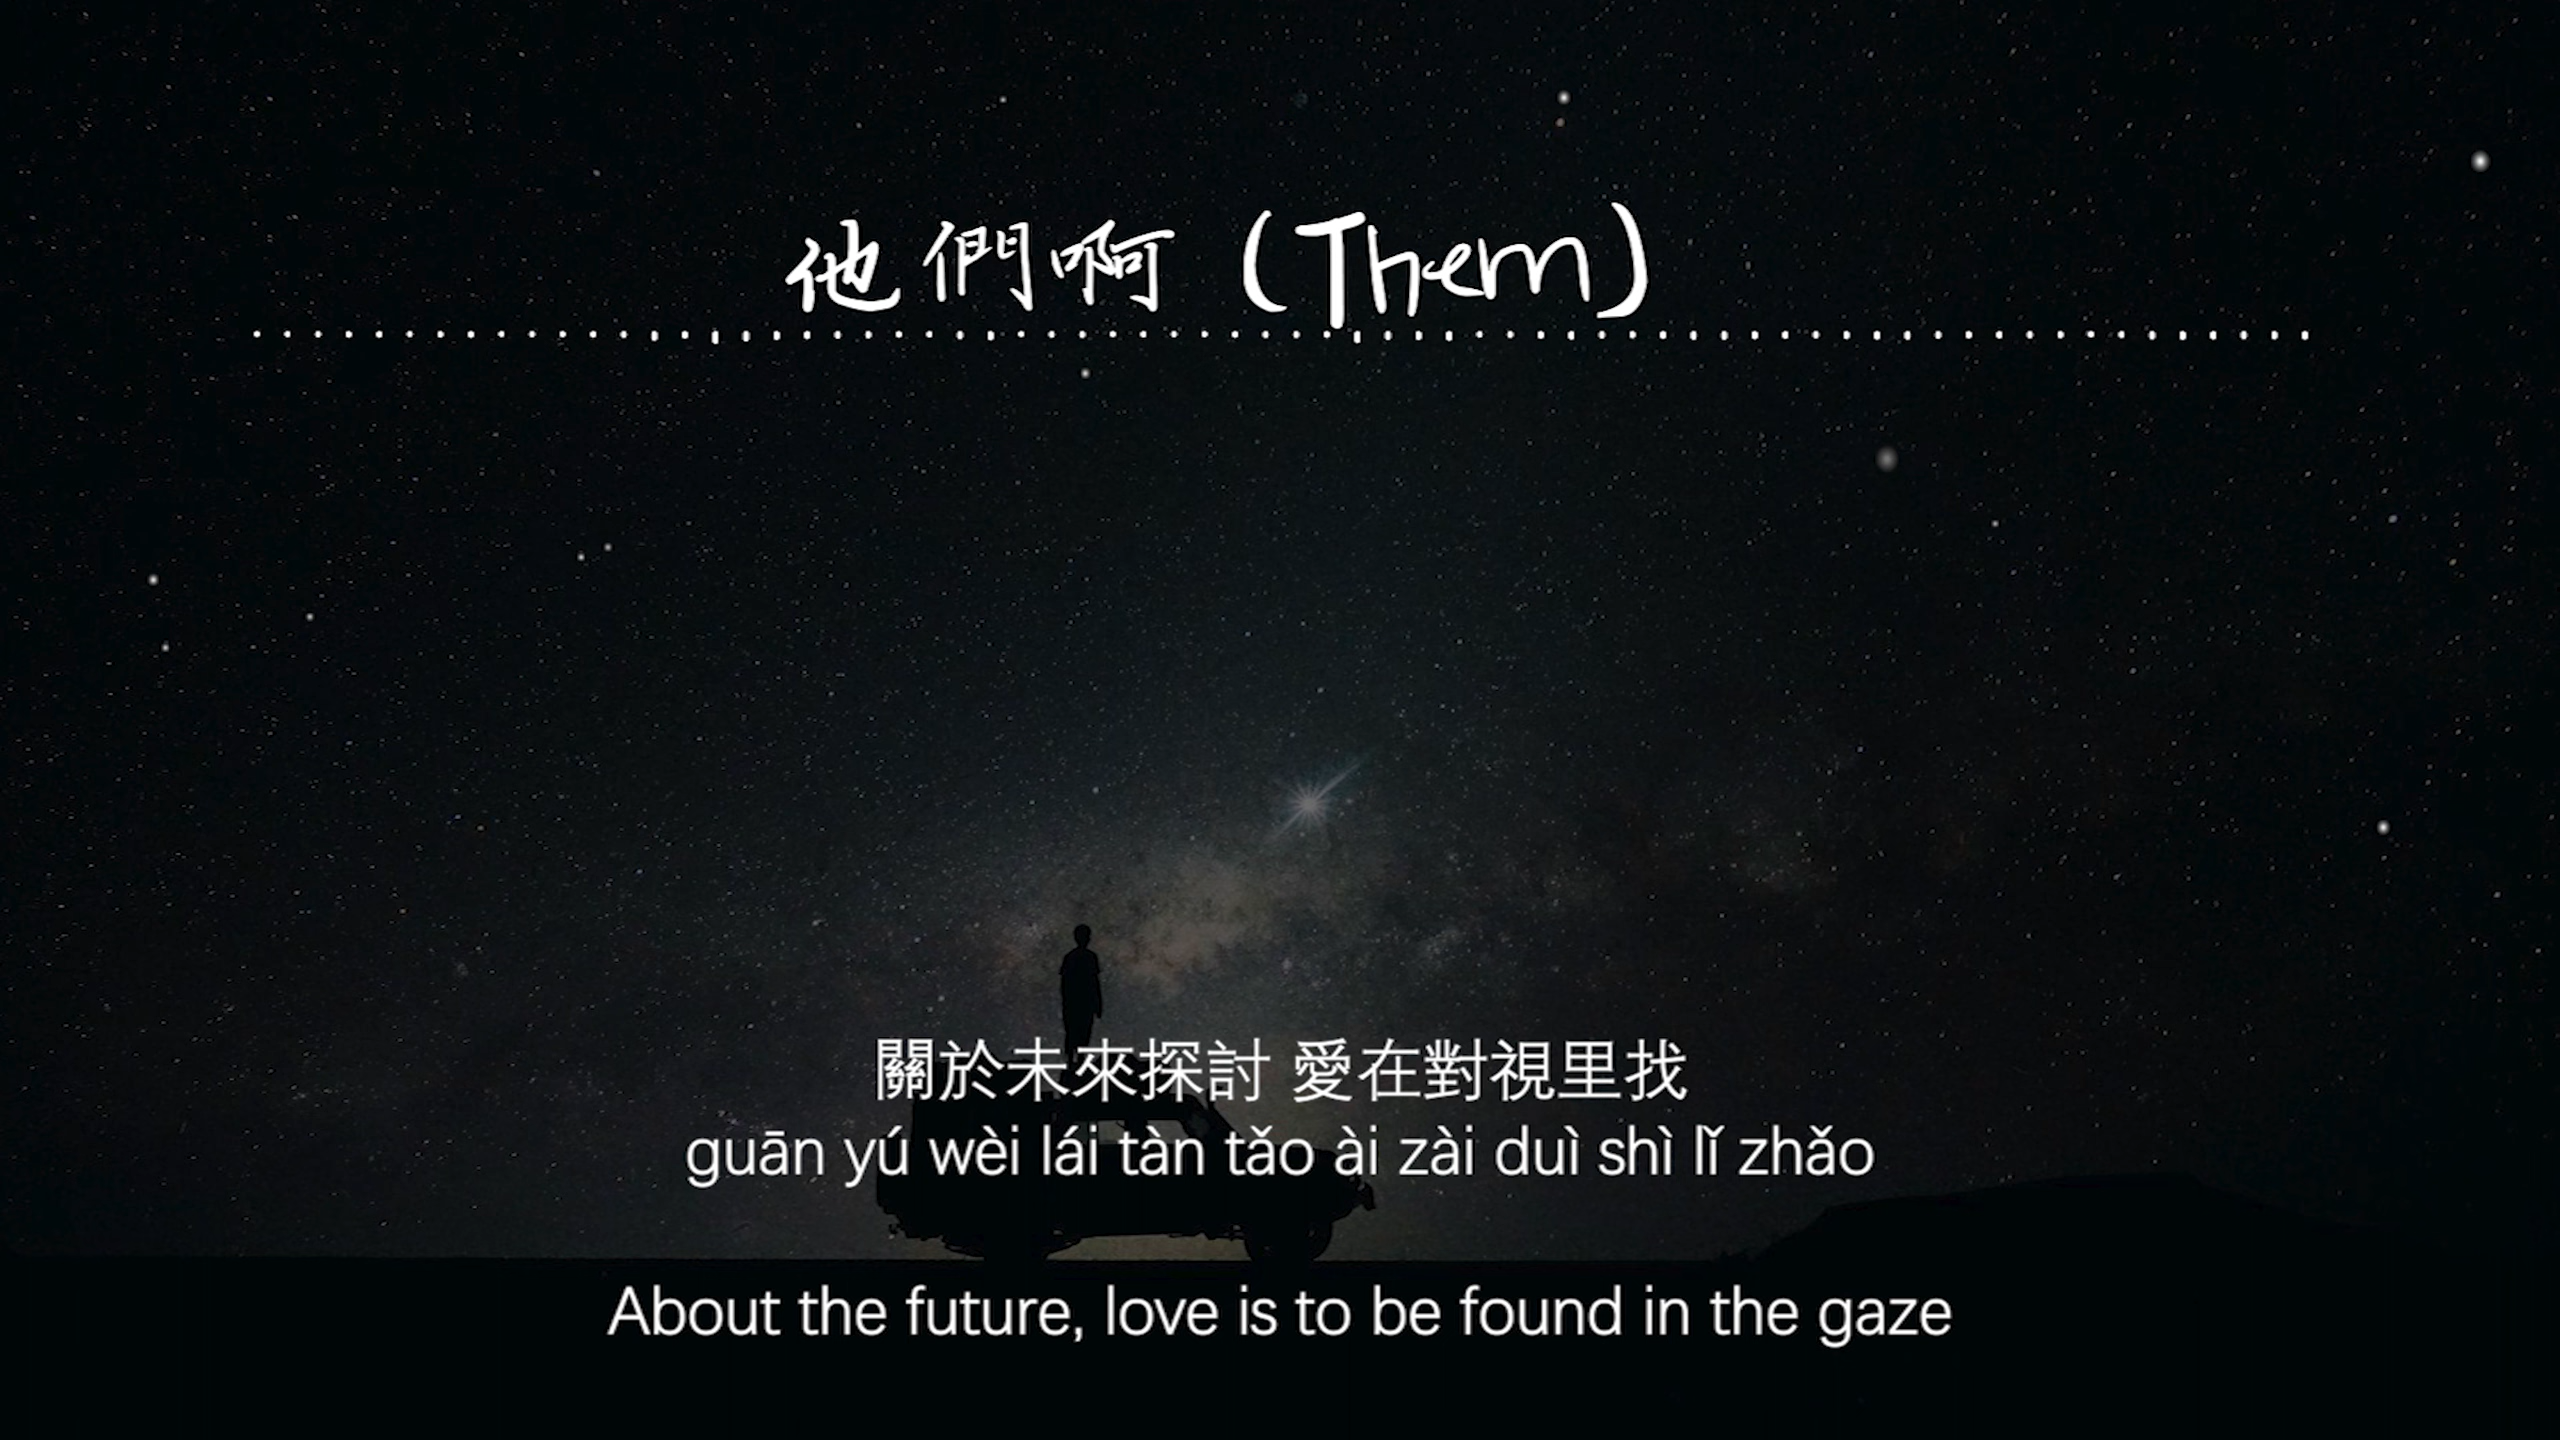 他們啊 (Them)
關於未來探討 愛在對視里找
guān yú wèi lái tàn tǎo ài zài duì shì lǐ zhǎo
About the future, love is to be found in the gaze